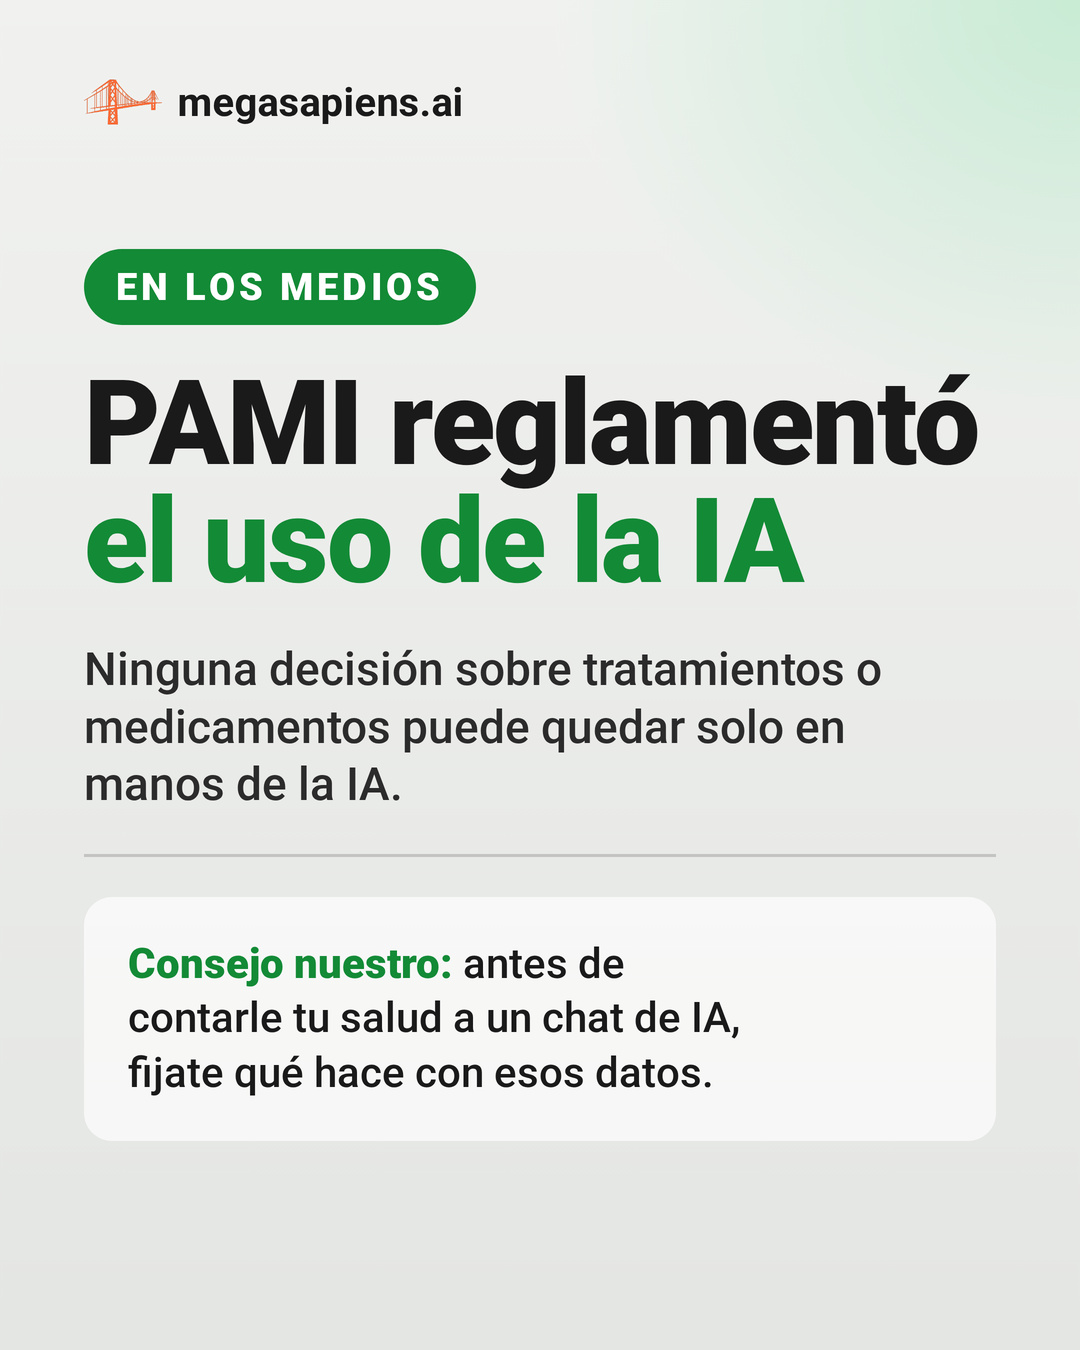 megasapiens.ai
EN LOS MEDIOS
PAMI reglamentó
el uso de la IA
Ninguna decisión sobre tratamientos o
medicamentos puede quedar solo en
manos de la IA.
Consejo nuestro: antes de
contarle tu salud a un chat de IA,
fijate qué hace con esos datos.